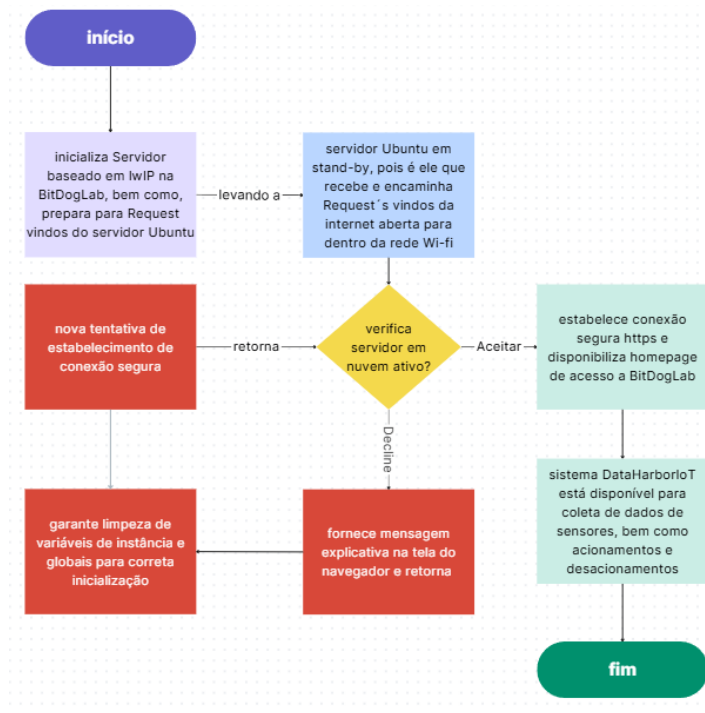 início
inicializa Servidor
baseado em IwIP na
BitDogLab, bem como,
prepara para Request
vindos do servidor Ubuntu
levando a
servidor Ubuntu em
stand-by, pois é ele que
recebe e encaminha
Request´s vindos da
internet aberta para
dentro da rede Wi-fi
nova tentativa de
estabelecimento de
conexão segura
retorna
verifica
servidor em
nuvem ativo?
Aceitar
estabelece conexão
segura https e
disponibiliza homepage
de acesso a BitDogLab
Decline
garante limpeza de
variáveis de instância e
globais para correta
inicialização
fornece mensagem
explicativa na tela do
navegador e retorna
sistema DataHarborIoT
está disponível para
coleta de dados de
sensores, bem como
acionamentos e
desacionamentos
fim